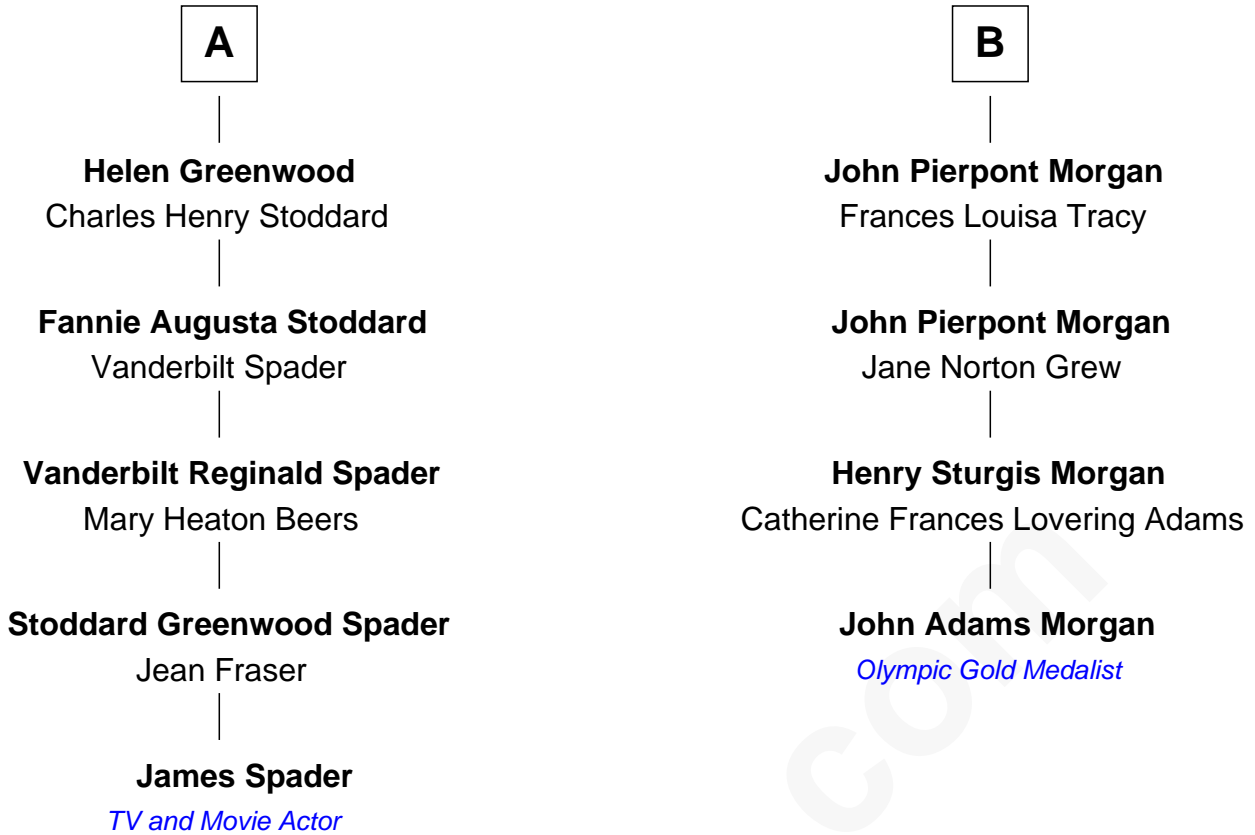 A
Helen Greenwood
Charles Henry Stoddard
Fannie Augusta Stoddard
Vanderbilt Spader
Vanderbilt Reginald Spader
Mary Heaton Beers
Stoddard Greenwood Spader
Jean Fraser
James Spader
TV and Movie Actor
B
John Pierpont Morgan
Frances Louisa Tracy
John Pierpont Morgan
Jane Norton Grew
Henry Sturgis Morgan
Catherine Frances Lovering Adams
John Adams Morgan
Olympic Gold Medalist
com